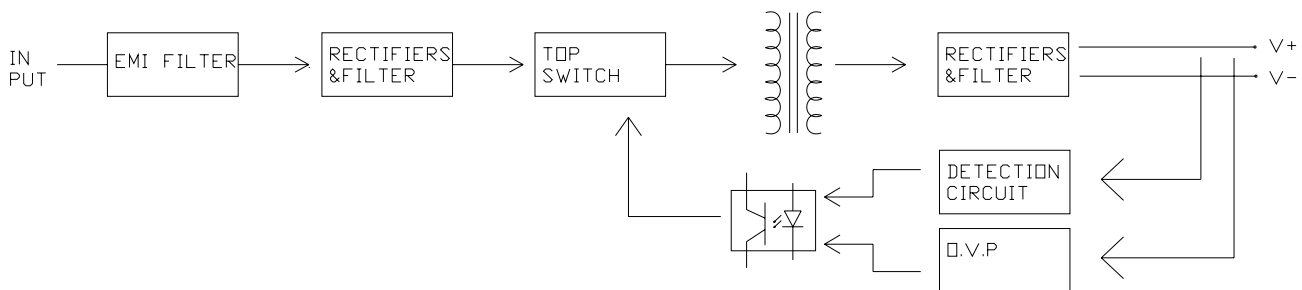 IN
PUT
EMI FILTER
RECTIFIERS
&FILTER
TOP
SWITCH
RECTIFIERS
&FILTER
V+
V-
DETECTION
CIRCUIT
O.V.P